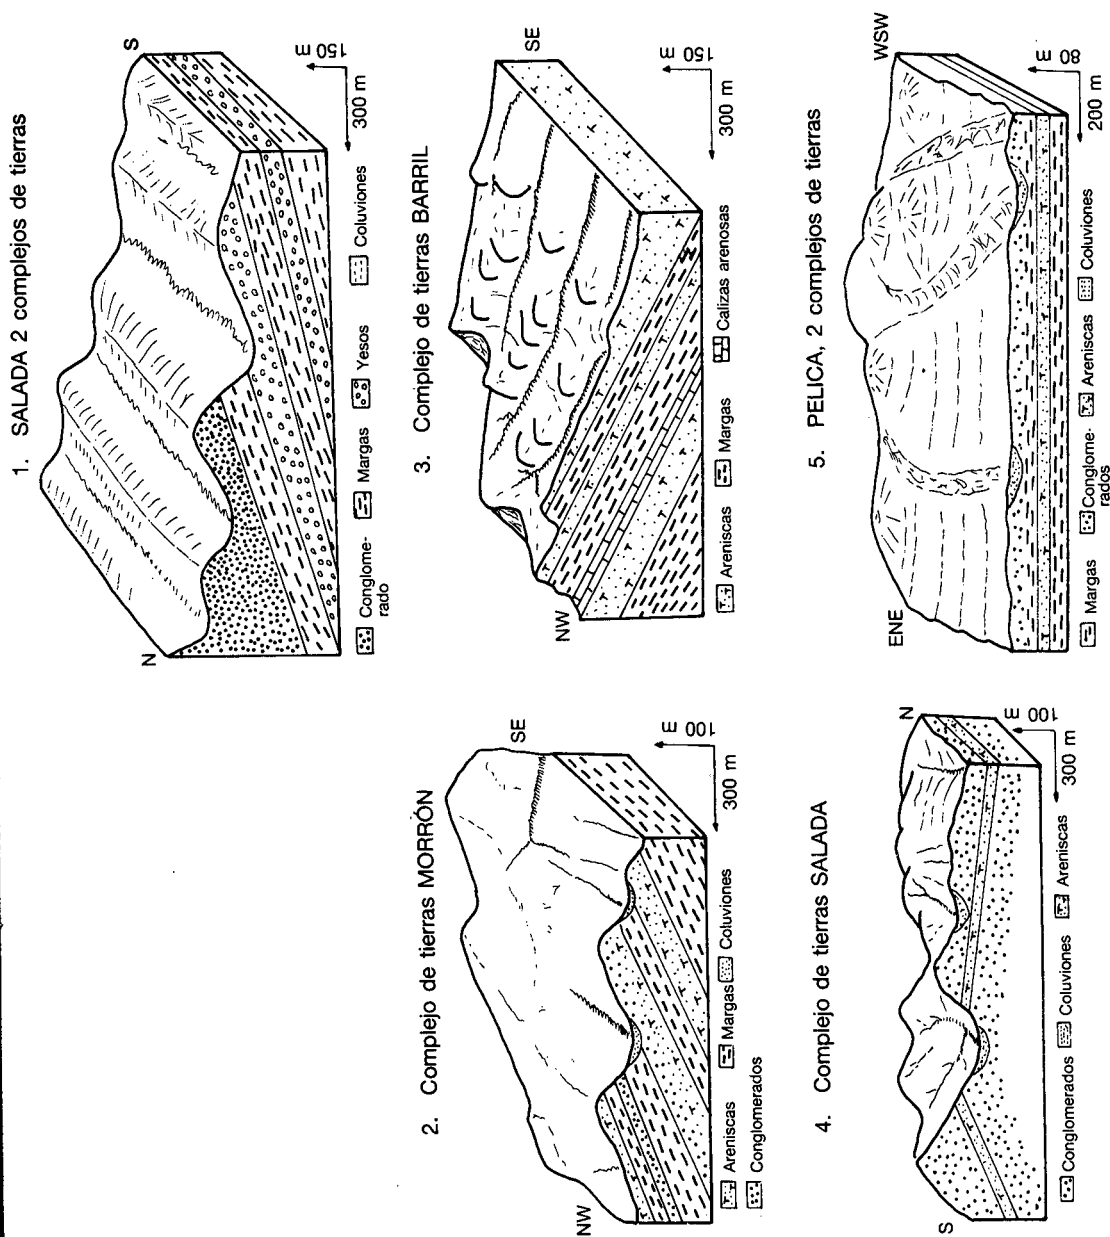 1. SALADA 2 complejos de tierras
N
S
150 m
300 m
Conglome-
rado
Margas
Yesos
Coluviones
2. Complejo de tierras MORRÓN
NW
SE
100 m
300 m
Areniscas
Margas
Coluviones
Conglomerados
3. Complejo de tierras BARRIL
NW
SE
150 m
300 m
Areniscas
Margas
Calizas arenosas
4. Complejo de tierras SALADA
S
N
100 m
300 m
Conglomerados
Coluviones
Areniscas
5. PELICA, 2 complejos de tierras
ENE
WSW
80 m
200 m
Margas
Conglome-
rados
Areniscas
Coluviones